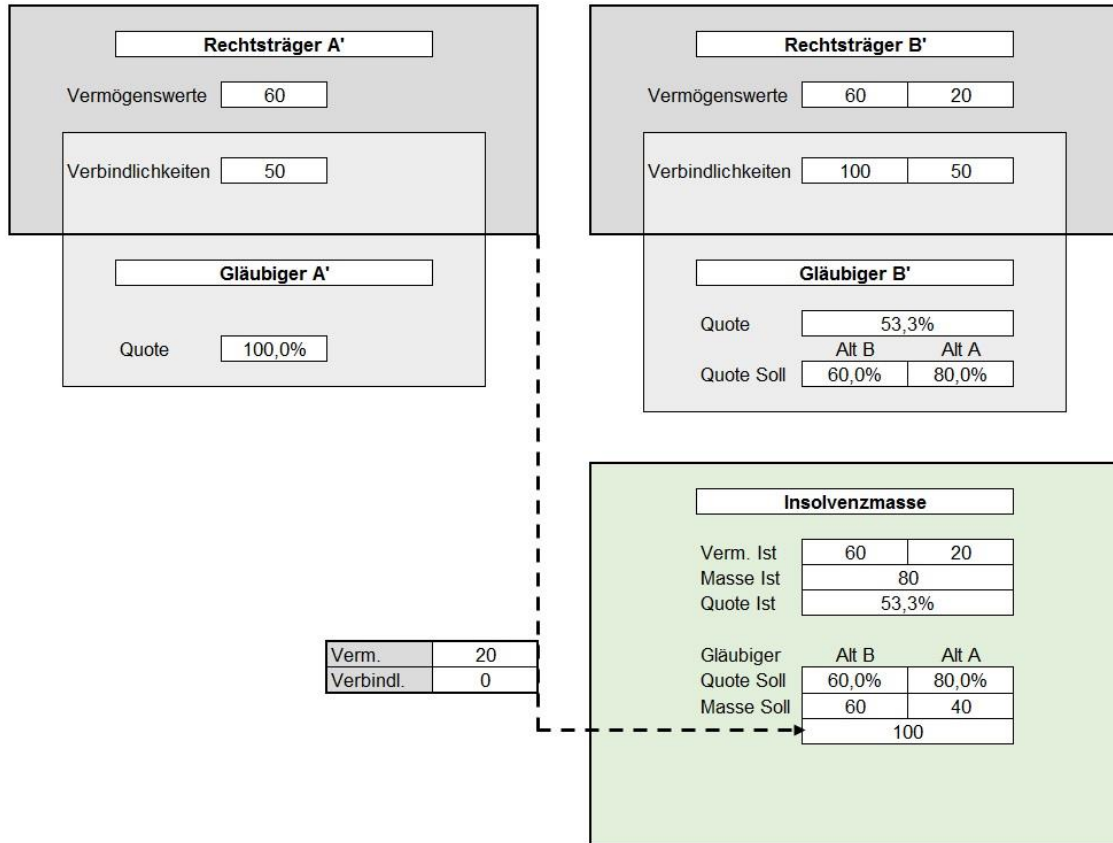 Rechtsträger A'
Vermögenswerte 60
Verbindlichkeiten 50
Gläubiger A'
Quote 100,0%
Rechtsträger B'
Vermögenswerte 60 20
Verbindlichkeiten 100 50
Gläubiger B'
Quote 53,3%
Alt B Alt A
Quote Soll 60,0% 80,0%
Verm. 20
Verbindl. 0
Insolvenzmasse
Verm. Ist 60 20
Masse Ist 80
Quote Ist 53,3%
Gläubiger Alt B Alt A
Quote Soll 60,0% 80,0%
Masse Soll 60 40
100